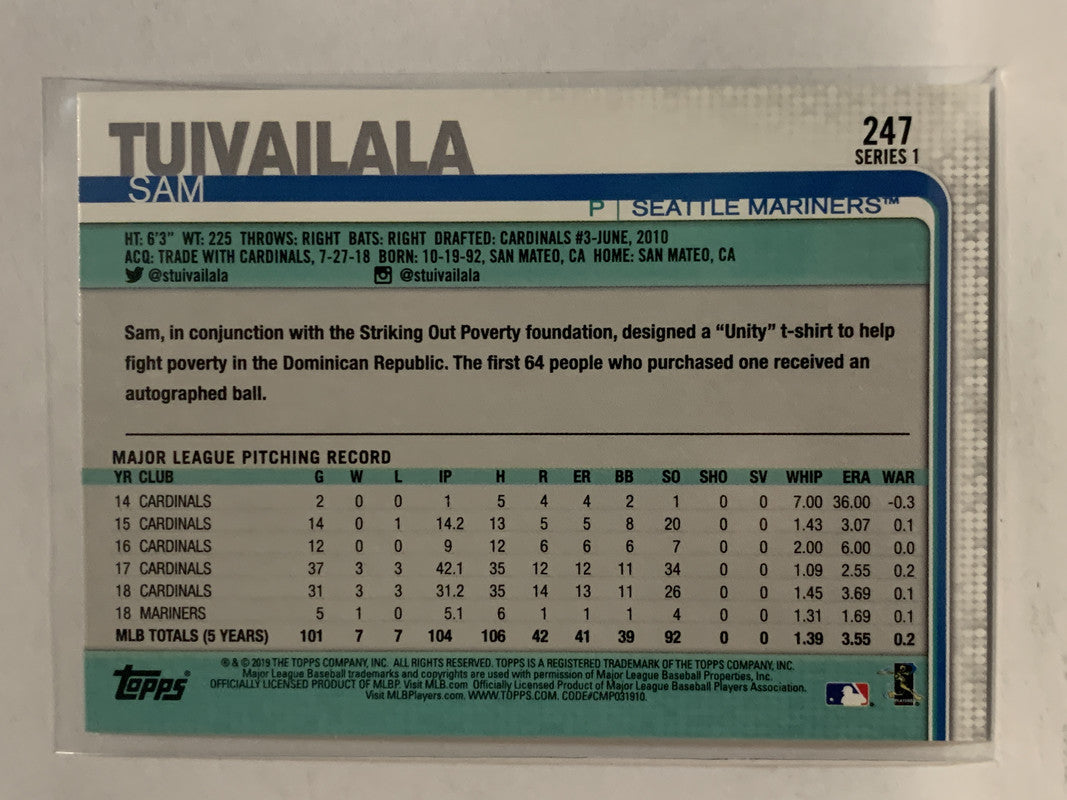 TUIVAILALA
SAM
247
SERIES 1
P | SEATTLE MARINERS™
HT: 6'3" WT: 225 THROWS: RIGHT BATS: RIGHT DRAFTED: CARDINALS #3-JUNE, 2010
ACQ: TRADE WITH CARDINALS, 7-27-18 BORN: 10-19-92, SAN MATEO, CA HOME: SAN MATEO, CA
@stuivailala @stuivailala
Sam, in conjunction with the Striking Out Poverty foundation, designed a “Unity” t-shirt to help
fight poverty in the Dominican Republic. The first 64 people who purchased one received an
autographed ball.
MAJOR LEAGUE PITCHING RECORD
YR CLUB G W L IP H R ER BB SO SHO SV WHIP ERA WAR
14 CARDINALS 2 0 0 1 5 4 4 2 1 0 0 7.00 36.00 -0.3
15 CARDINALS 14 0 1 14.2 13 5 5 8 20 0 0 1.43 3.07 0.1
16 CARDINALS 12 0 0 9 12 6 6 6 7 0 0 2.00 6.00 0.0
17 CARDINALS 37 3 3 42.1 35 12 12 11 34 0 0 1.09 2.55 0.2
18 CARDINALS 31 3 3 31.2 35 14 13 11 26 0 0 1.45 3.69 0.1
18 MARINERS 5 1 0 5.1 6 1 1 1 4 0 0 1.31 1.69 0.1
MLB TOTALS (5 YEARS) 101 7 7 104 106 42 41 39 92 0 0 1.39 3.55 0.2
Topps®
® & © 2019 THE TOPPS COMPANY, INC. ALL RIGHTS RESERVED. TOPPS IS A REGISTERED TRADEMARK OF THE TOPPS COMPANY, INC.
Major League Baseball trademarks and copyrights are used with permission of Major League Baseball Properties, Inc.
OFFICIALLY LICENSED PRODUCT OF MLBP. Visit MLB.com Officially Licensed Product of Major League Baseball Players Association.
Visit MLBPlayers.com. WWW.TOPPS.COM. CODE#CMP031910.